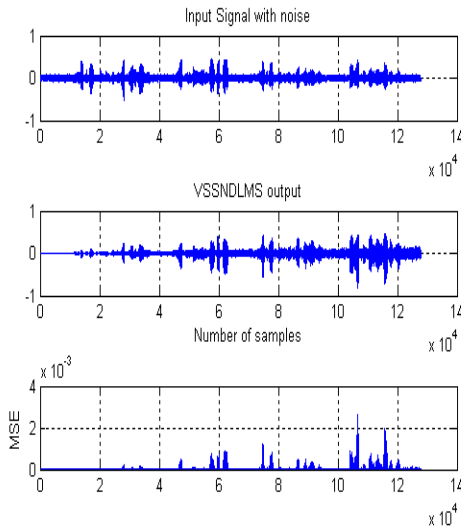 Input Signal with noise
1
0
-1
0 2 4 6 8 10 12 14
x 10^4
VSSNDLMS output
1
0
-1
0 2 4 6 8 10 12 14
Number of samples
x 10^4
x 10^-3
4
2
0
MSE
0 2 4 6 8 10 12 14
x 10^4